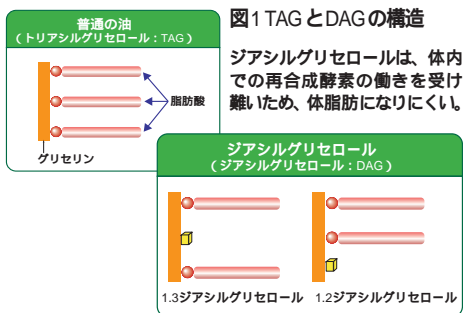 図1 TAGとDAGの構造
ジアシルグリセロールは、体内
での再合成酵素の働きを受け
難いため、体脂肪になりにくい。
普通の油
（トリアシルグリセロール：TAG）
脂肪酸
グリセリン
ジアシルグリセロール
（ジアシルグリセロール：DAG）
1.3ジアシルグリセロール
1.2ジアシルグリセロール